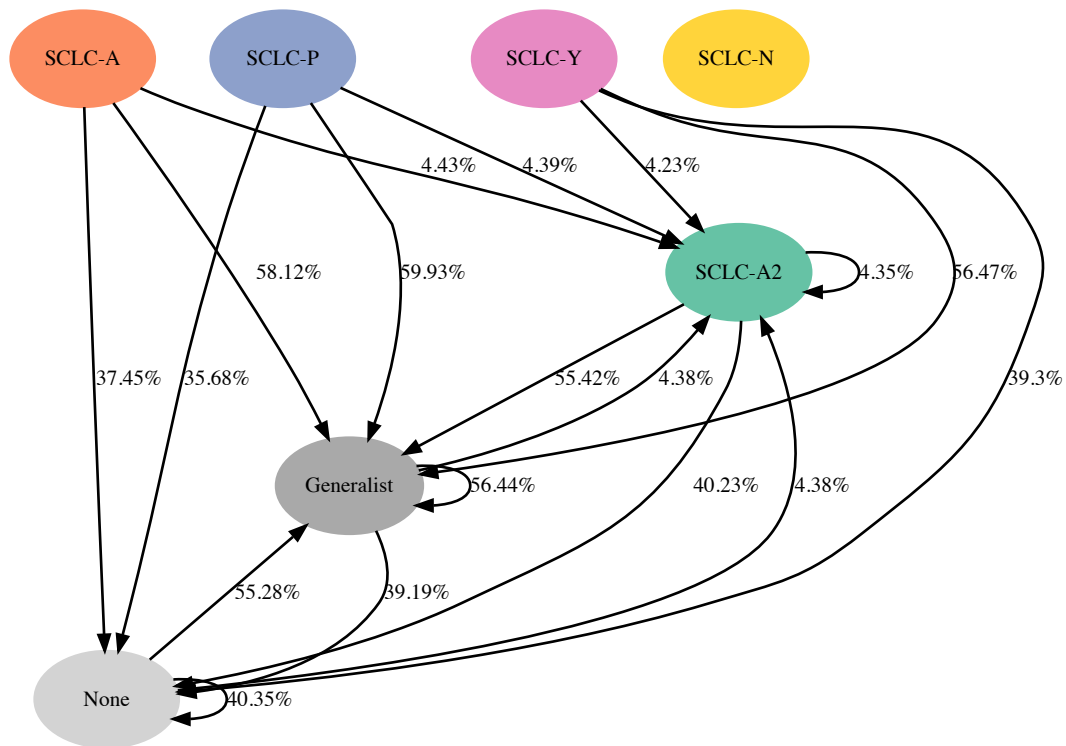 SCLC-A
SCLC-P
SCLC-Y
SCLC-N
4.43%
4.39%
4.23%
58.12%
59.93%
SCLC-A2
4.35%
56.47%
37.45%
35.68%
55.42%
4.38%
39.3%
Generalist
56.44%
40.23%
4.38%
55.28%
39.19%
None
40.35%